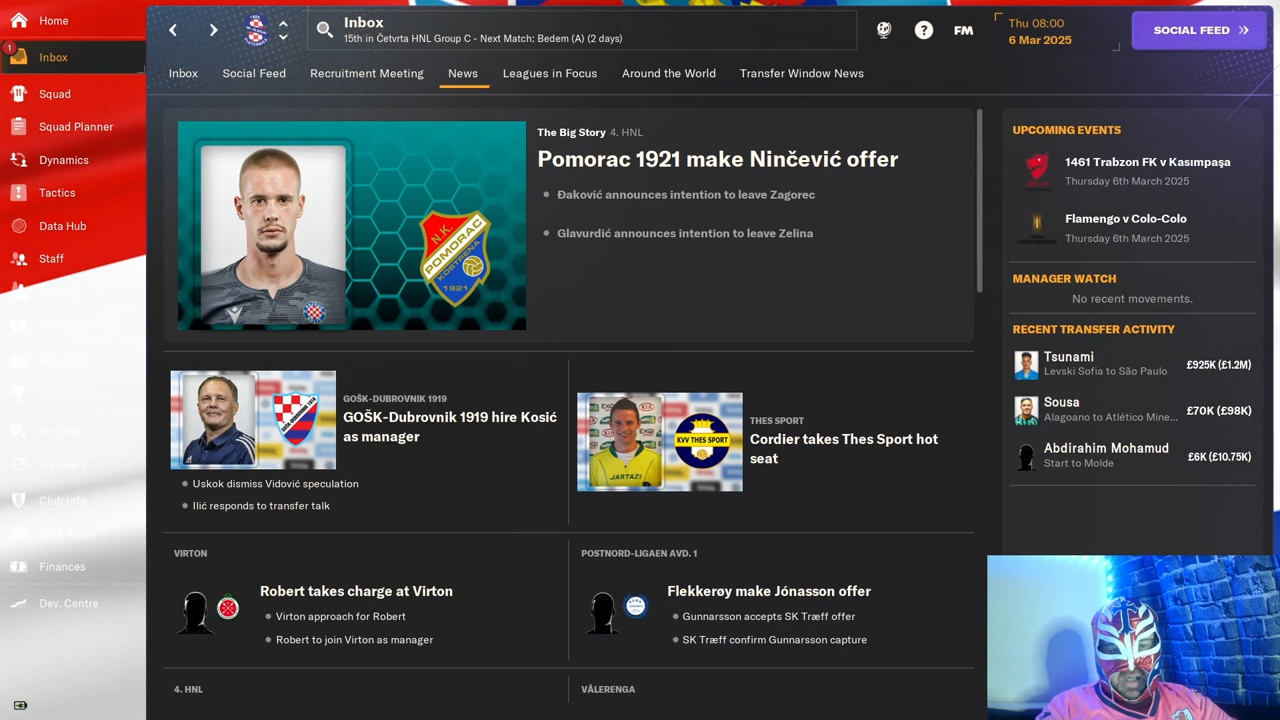 Home
1
Inbox
Squad
Squad Planner
Dynamics
Tactics
Data Hub
Staff
Transfers
Club Info
Club Vision
Finances
Dev. Centre
Inbox
15th in Četvrta HNL Group C - Next Match: Bedem (A) (2 days)
?
FM
Thu 08:00
6 Mar 2025
SOCIAL FEED
Inbox
Social Feed
Recruitment Meeting
News
Leagues in Focus
Around the World
Transfer Window News
The Big Story 4. HNL
Pomorac 1921 make Ninčević offer
Đaković announces intention to leave Zagorec
Glavurdić announces intention to leave Zelina
N.K.
POMORAC
KOSTRENA
1921
GOŠK-DUBROVNIK 1919
GOŠK-Dubrovnik 1919 hire Kosić
as manager
Uskok dismiss Vidović speculation
Ilić responds to transfer talk
THES SPORT
Cordier takes Thes Sport hot
seat
KVV THES SPORT
JARTAZI
VIRTON
Robert takes charge at Virton
Virton approach for Robert
Robert to join Virton as manager
POSTNORD-LIGAEN AVD. 1
Flekkerøy make Jónasson offer
Gunnarsson accepts SK Træff offer
SK Træff confirm Gunnarsson capture
4. HNL
VÅLERENGA
UPCOMING EVENTS
1461 Trabzon FK v Kasımpaşa
Thursday 6th March 2025
Flamengo v Colo-Colo
Thursday 6th March 2025
MANAGER WATCH
No recent movements.
RECENT TRANSFER ACTIVITY
Tsunami
Levski Sofia to São Paulo
£925K (£1.2M)
Sousa
Alagoano to Atlético Mine...
£70K (£98K)
Abdirahim Mohamud
Start to Molde
£6K (£10.75K)